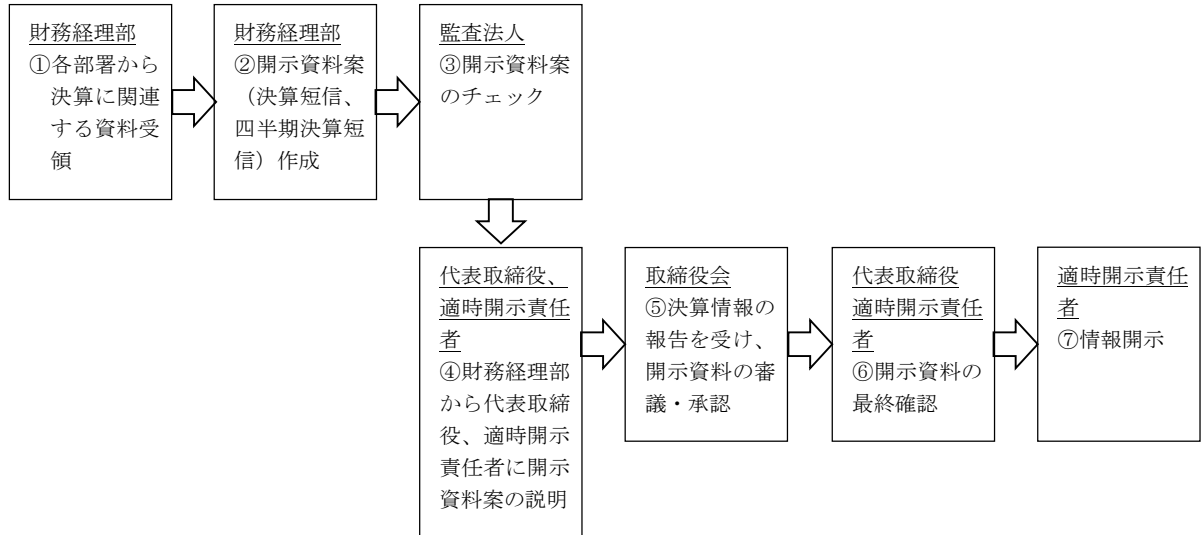 財務経理部
①各部署から
決算に関連
する資料受
領
財務経理部
②開示資料案
（決算短信、
四半期決算短
信）作成
監査法人
③開示資料案
のチェック
代表取締役、
適時開示責任
者
④財務経理部
から代表取締
役、適時開示
責任者に開示
資料案の説明
取締役会
⑤決算情報の
報告を受け、
開示資料の審
議・承認
代表取締役
適時開示責任
者
⑥開示資料の
最終確認
適時開示責任
者
⑦情報開示